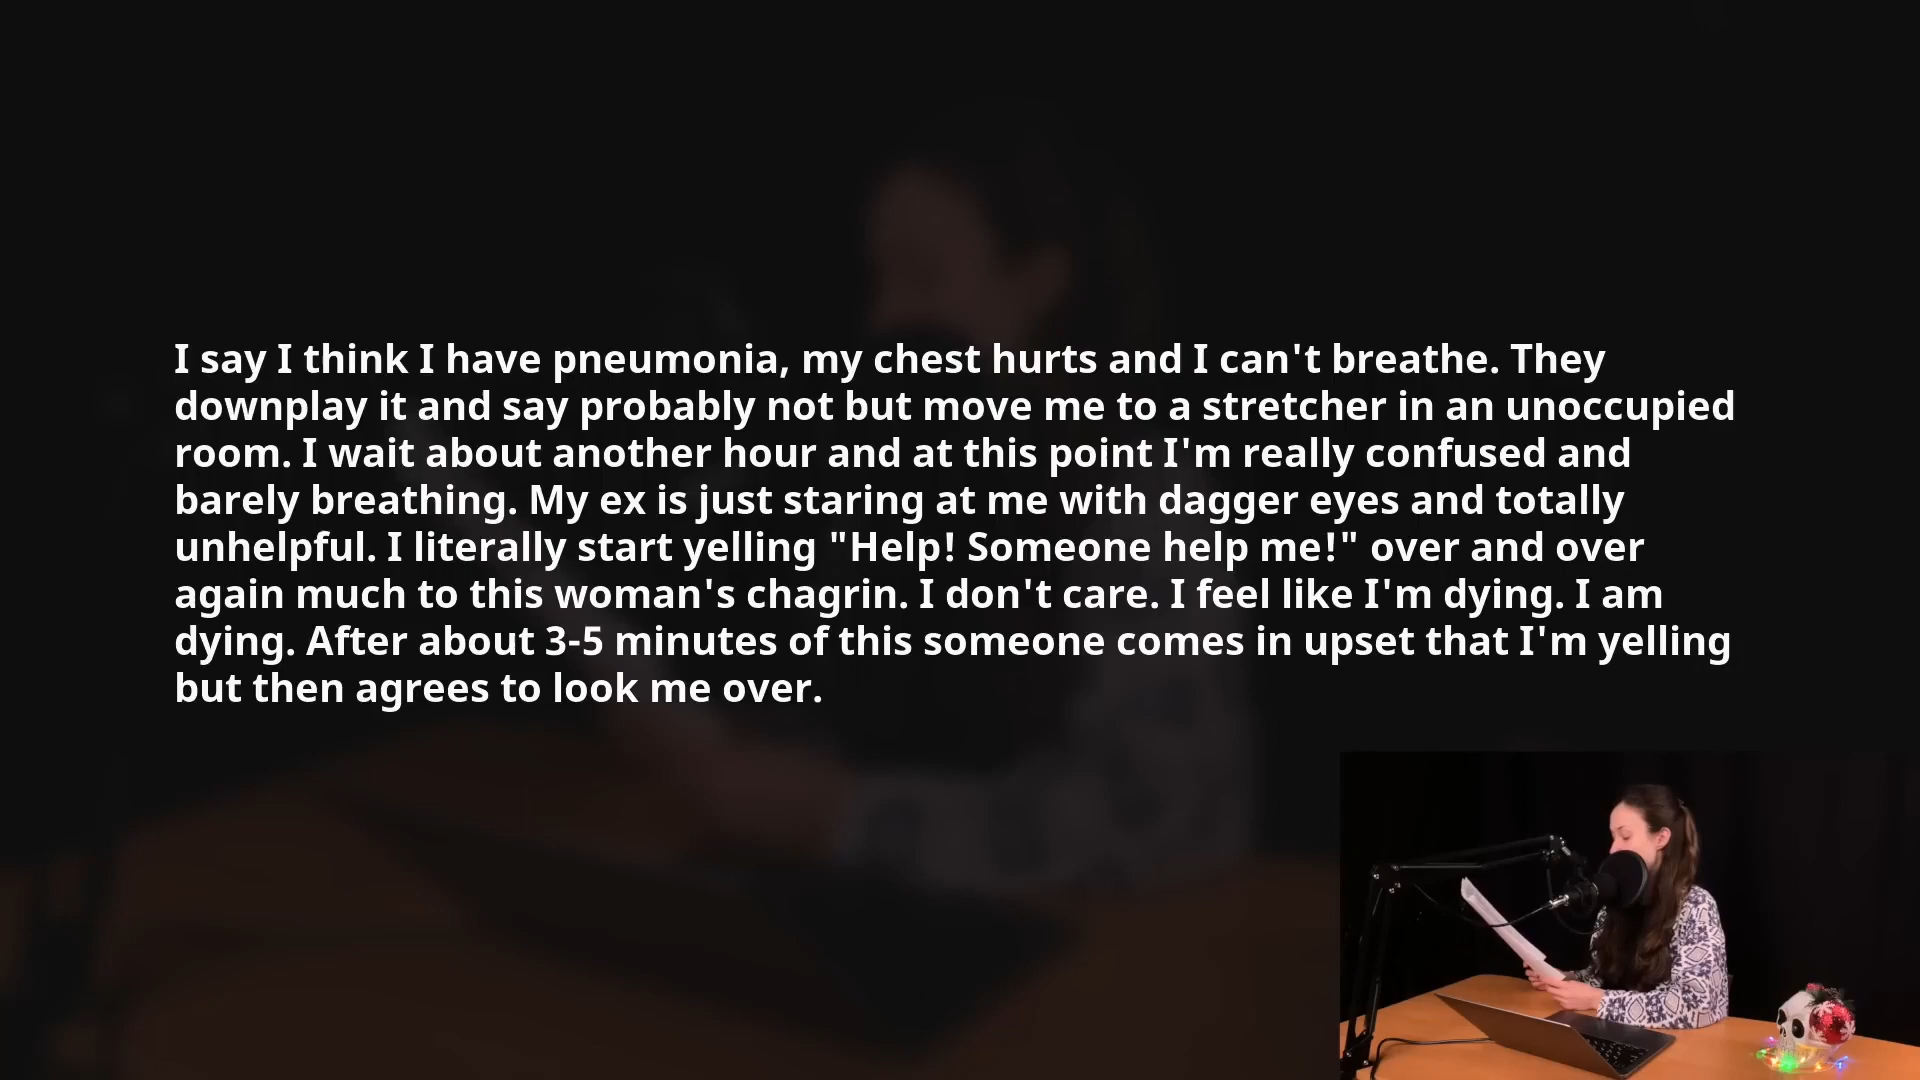 I say I think I have pneumonia, my chest hurts and I can't breathe. They
downplay it and say probably not but move me to a stretcher in an unoccupied
room. I wait about another hour and at this point I'm really confused and
barely breathing. My ex is just staring at me with dagger eyes and totally
unhelpful. I literally start yelling "Help! Someone help me!" over and over
again much to this woman's chagrin. I don't care. I feel like I'm dying. I am
dying. After about 3-5 minutes of this someone comes in upset that I'm yelling
but then agrees to look me over.